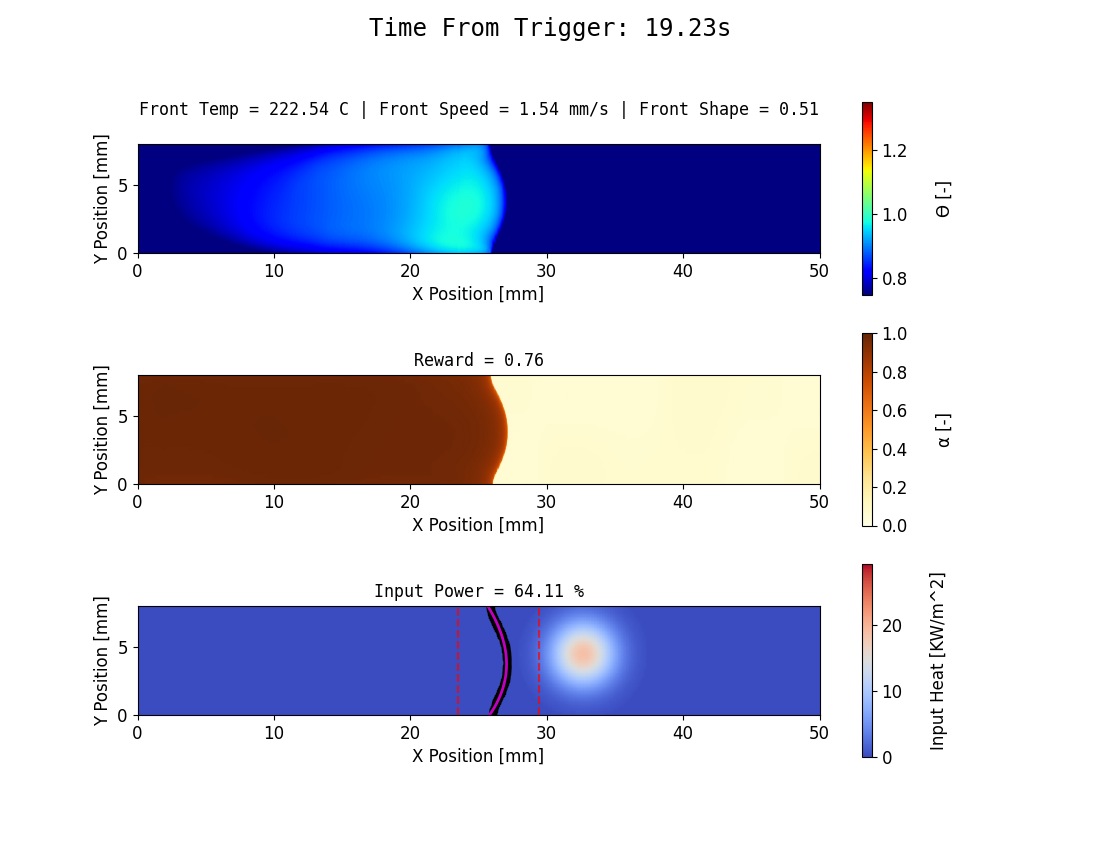 Time From Trigger: 19.23s
Front Temp = 222.54 C | Front Speed = 1.54 mm/s | Front Shape = 0.51
Y Position [mm]
5
0
0 10 20 30 40 50
X Position [mm]
1.2
1.0
0.8
Θ [-]
Reward = 0.76
Y Position [mm]
5
0
0 10 20 30 40 50
X Position [mm]
1.0
0.8
0.6
0.4
0.2
0.0
α [-]
Input Power = 64.11 %
Y Position [mm]
5
0
0 10 20 30 40 50
X Position [mm]
20
10
0
Input Heat [KW/m^2]